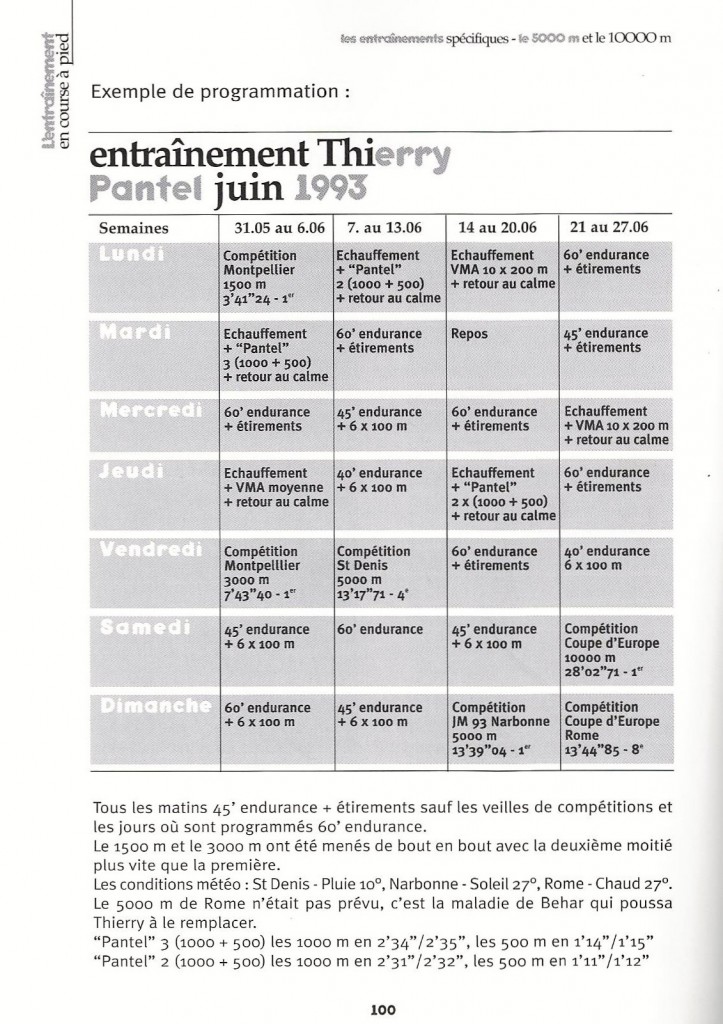 L'entraînement
en course à pied
les entraînements spécifiques - le 5000 m et le 10000 m
Exemple de programmation :
entraînement Thierry
Pantel juin 1993
Semaines 31.05 au 6.06 7. au 13.06 14 au 20.06 21 au 27.06
Lundi
Compétition
Montpellier
1500 m
3'41"24 - 1er
Echauffement
+ "Pantel"
2 (1000 + 500)
+ retour au calme
Echauffement
VMA 10 x 200 m
+ retour au calme
60' endurance
+ étirements
Mardi
Echauffement
+ "Pantel"
3 (1000 + 500)
+ retour au calme
60' endurance
+ étirements
Repos
45' endurance
+ étirements
Mercredi
60' endurance
+ étirements
45' endurance
+ 6 x 100 m
60' endurance
+ étirements
Echauffement
+ VMA 10 x 200 m
+ retour au calme
Jeudi
Echauffement
+ VMA moyenne
+ retour au calme
40' endurance
+ 6 x 100 m
Echauffement
+ "Pantel"
2 x (1000 + 500)
+ retour au calme
60' endurance
+ étirements
Vendredi
Compétition
Montpelllier
3000 m
7'43"40 - 1er
Compétition
St Denis
5000 m
13'17"71 - 4e
60' endurance
+ étirements
40' endurance
6 x 100 m
Samedi
45' endurance
+ 6 x 100 m
60' endurance
45' endurance
+ 6 x 100 m
Compétition
Coupe d'Europe
10000 m
28'02"71 - 1er
Dimanche
60' endurance
+ 6 x 100 m
45' endurance
+ 6 x 100 m
Compétition
JM 93 Narbonne
5000 m
13'39"04 - 1er
Compétition
Coupe d'Europe
Rome
13'44"85 - 8e
Tous les matins 45' endurance + étirements sauf les veilles de compétitions et
les jours où sont programmés 60' endurance.
Le 1500 m et le 3000 m ont été menés de bout en bout avec la deuxième moitié
plus vite que la première.
Les conditions météo : St Denis - Pluie 10°, Narbonne - Soleil 27°, Rome - Chaud 27°.
Le 5000 m de Rome n'était pas prévu, c'est la maladie de Behar qui poussa
Thierry à le remplacer.
"Pantel" 3 (1000 + 500) les 1000 m en 2'34"/2'35", les 500 m en 1'14"/1'15"
"Pantel" 2 (1000 + 500) les 1000 m en 2'31"/2'32", les 500 m en 1'11"/1'12"
100